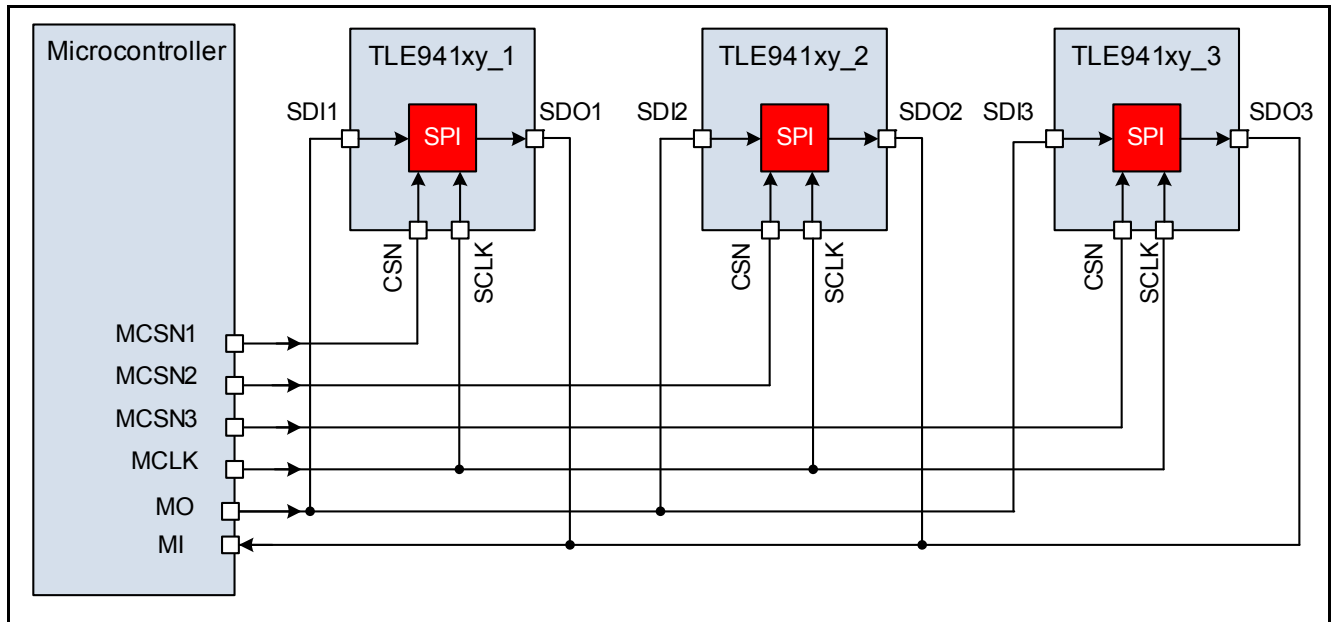 Microcontroller
TLE941xy_1
TLE941xy_2
TLE941xy_3
SDI1
SPI
SDO1
SDI2
SPI
SDO2
SDI3
SPI
SDO3
CSN
SCLK
CSN
SCLK
CSN
SCLK
MCSN1
MCSN2
MCSN3
MCLK
MO
MI